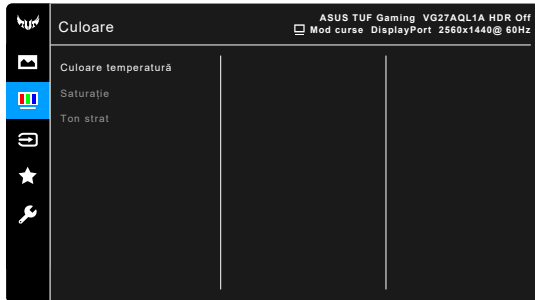 Culoare
ASUS TUF Gaming VG27AQL1A HDR Off
Mod curse DisplayPort 2560x1440@ 60Hz
Culoare temperatură
Saturație
Ton strat